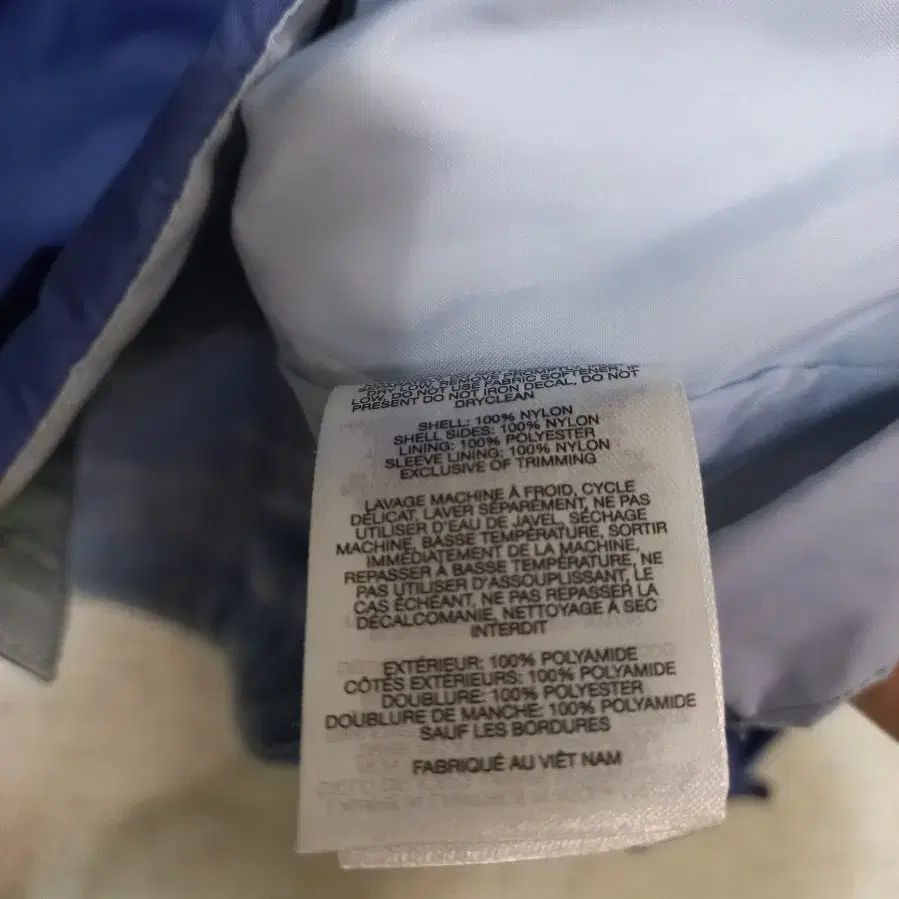 DRY LOW, REMOVE PROMPTLY,
LOW, DO NOT USE FABRIC SOFTENER, IF
PRESENT DO NOT IRON DECAL, DO NOT
DRYCLEAN
SHELL: 100% NYLON
SHELL SIDES: 100% NYLON
LINING: 100% POLYESTER
SLEEVE LINING: 100% NYLON
EXCLUSIVE OF TRIMMING
LAVAGE MACHINE À FROID, CYCLE
DÉLICAT, LAVER SÉPARÉMENT, NE PAS
UTILISER D'EAU DE JAVEL, SÉCHAGE
MACHINE, BASSE TEMPÉRATURE, SORTIR
IMMÉDIATEMENT DE LA MACHINE,
REPASSER À BASSE TEMPÉRATURE, NE
PAS UTILISER D'ASSOUPLISSANT, LE
CAS ÉCHÉANT, NE PAS REPASSER LA
DÉCALCOMANIE, NETTOYAGE À SEC
INTERDIT
EXTÉRIEUR: 100% POLYAMIDE
CÔTÉS EXTÉRIEURS: 100% POLYAMIDE
DOUBLURE: 100% POLYESTER
DOUBLURE DE MANCHE: 100% POLYAMIDE
SAUF LES BORDURES
FABRIQUÉ AU VIÊT NAM